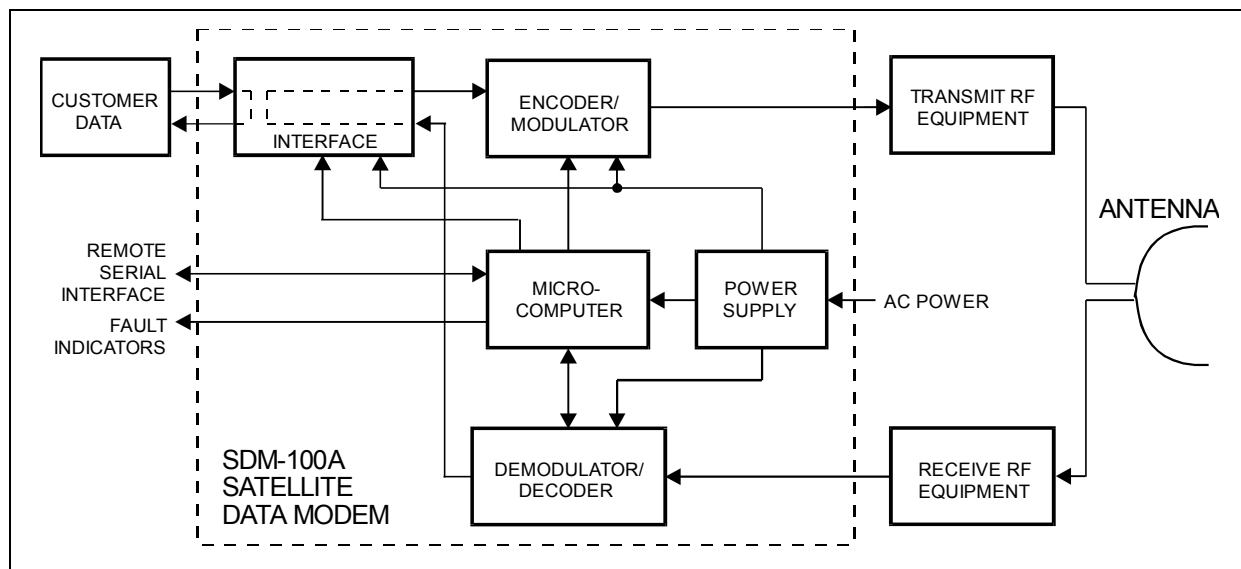 CUSTOMER
DATA
INTERFACE
ENCODER/
MODULATOR
TRANSMIT RF
EQUIPMENT
ANTENNA
REMOTE
SERIAL
INTERFACE
FAULT
INDICATORS
MICRO-
COMPUTER
POWER
SUPPLY
AC POWER
SDM-100A
SATELLITE
DATA MODEM
DEMODULATOR/
DECODER
RECEIVE RF
EQUIPMENT